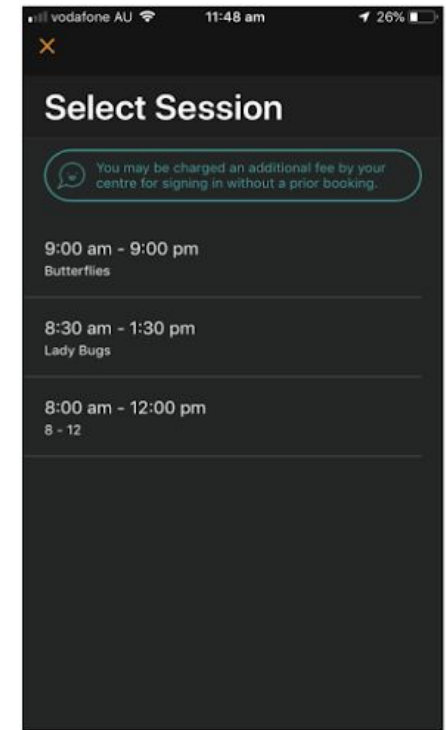 vodafone AU 11:48 am 26%
Select Session
You may be charged an additional fee by your
centre for signing in without a prior booking.
9:00 am - 9:00 pm
Butterflies
8:30 am - 1:30 pm
Lady Bugs
8:00 am - 12:00 pm
8 - 12